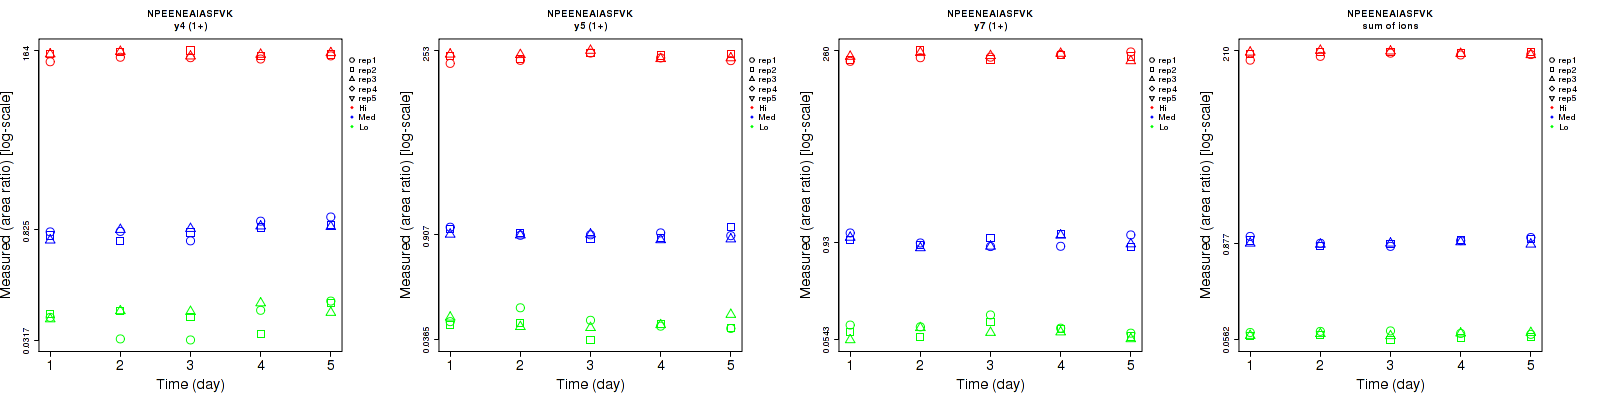 NPEENEAIASFVK
y4 (1+)
Measured (area ratio) [log-scale]
164
0.825
0.0317
1 2 3 4 5
Time (day)
rep1
rep2
rep3
rep4
rep5
Hi
Med
Lo
NPEENEAIASFVK
y5 (1+)
Measured (area ratio) [log-scale]
253
0.907
0.0365
1 2 3 4 5
Time (day)
rep1
rep2
rep3
rep4
rep5
Hi
Med
Lo
NPEENEAIASFVK
y7 (1+)
Measured (area ratio) [log-scale]
260
0.93
0.0543
1 2 3 4 5
Time (day)
rep1
rep2
rep3
rep4
rep5
Hi
Med
Lo
NPEENEAIASFVK
sum of ions
Measured (area ratio) [log-scale]
210
0.877
0.0562
1 2 3 4 5
Time (day)
rep1
rep2
rep3
rep4
rep5
Hi
Med
Lo